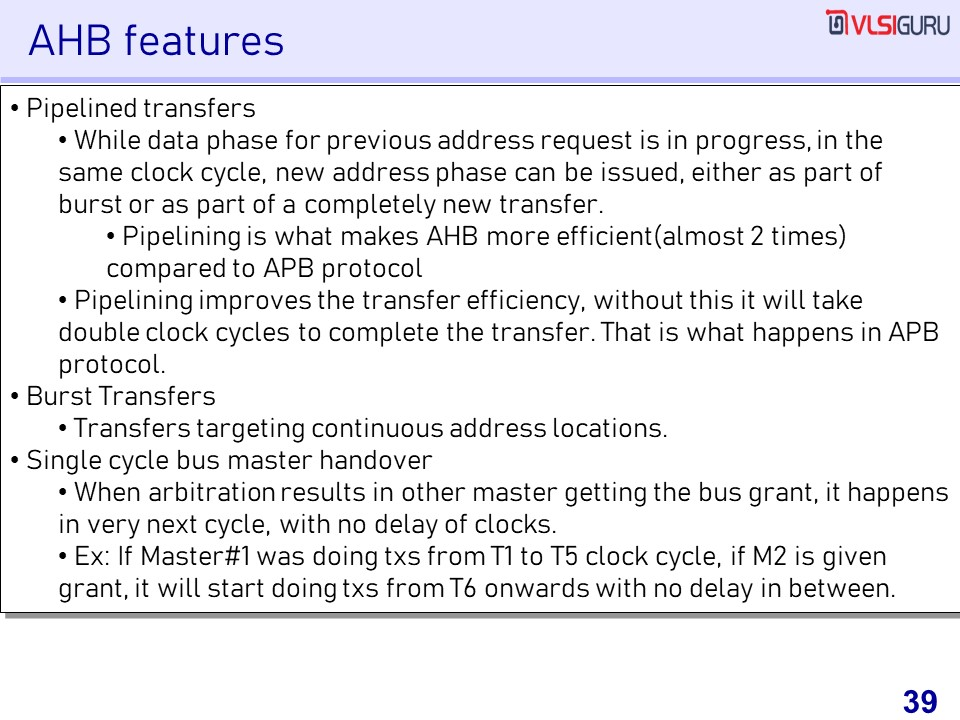 AHB features
VLSIGURU
• Pipelined transfers
• While data phase for previous address request is in progress, in the
same clock cycle, new address phase can be issued, either as part of
burst or as part of a completely new transfer.
• Pipelining is what makes AHB more efficient(almost 2 times)
compared to APB protocol
• Pipelining improves the transfer efficiency, without this it will take
double clock cycles to complete the transfer. That is what happens in APB
protocol.
• Burst Transfers
• Transfers targeting continuous address locations.
• Single cycle bus master handover
• When arbitration results in other master getting the bus grant, it happens
in very next cycle, with no delay of clocks.
• Ex: If Master#1 was doing txs from T1 to T5 clock cycle, if M2 is given
grant, it will start doing txs from T6 onwards with no delay in between.
39